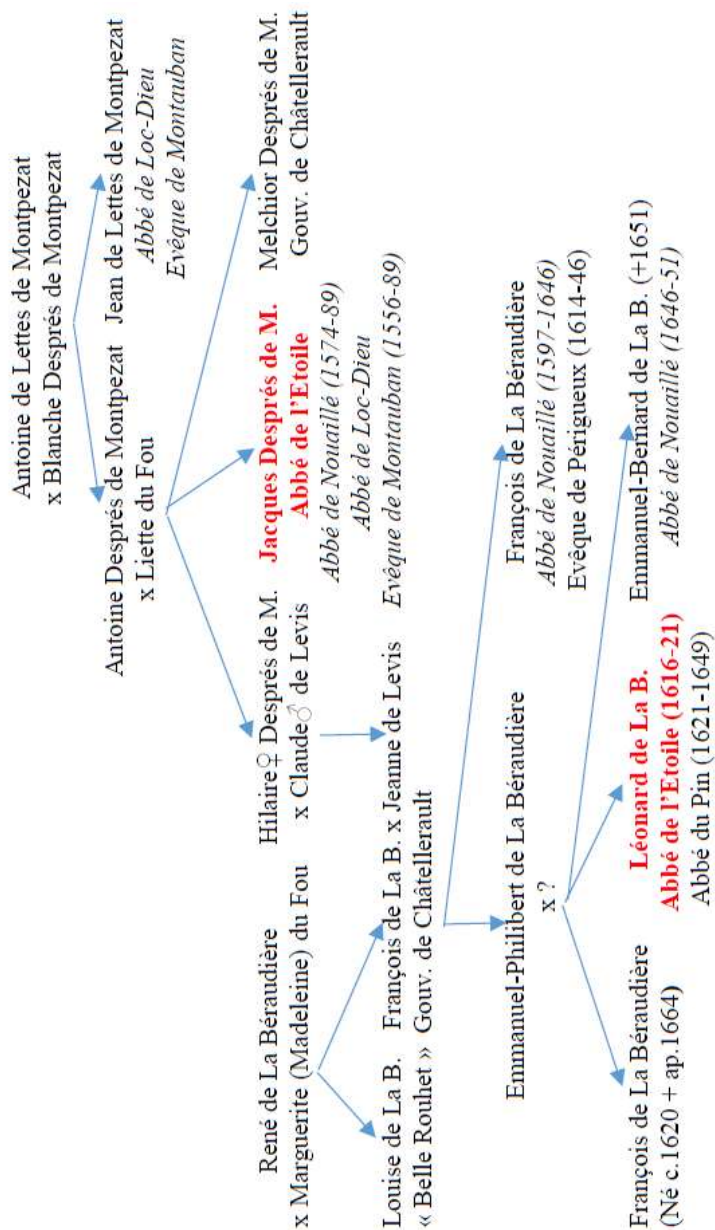 Antoine de Lettes de Montpezat
x Blanche Després de Montpezat
Antoine Després de Montpezat
x Liette du Fou
Jean de Lettes de Montpezat
Abbé de Loc-Dieu
Evêque de Montauban
René de La Béraudière
x Marguerite (Madeleine) du Fou
Hilaire♀ Després de M.
x Claude♂ de Levis
Jacques Després de M.
Abbé de l'Etoile
Abbé de Nouaillé (1574-89)
Abbé de Loc-Dieu
Evêque de Montauban (1556-89)
Melchior Després de M.
Gouv. de Châtellerault
Louise de La B.
« Belle Rouhet »
François de La B. x Jeanne de Levis
Gouv. de Châtellerault
Emmanuel-Philibert de La Béraudière
x ?
François de La Béraudière
Abbé de Nouaillé (1597-1646)
Evêque de Périgueux (1614-46)
François de La Béraudière
(Né c.1620 + ap.1664)
Léonard de La B.
Abbé de l'Etoile (1616-21)
Abbé du Pin (1621-1649)
Emmanuel-Bernard de La B. (+1651)
Abbé de Nouaillé (1646-51)